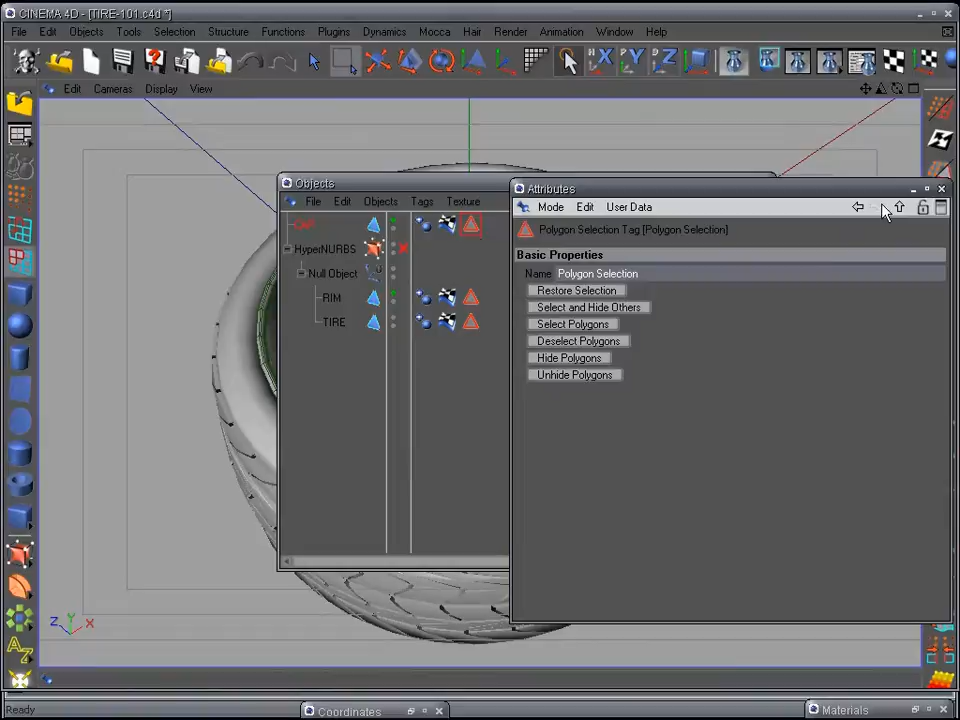 CINEMA 4D - [TIRE-101.c4d *]
File Edit Objects Tools Selection Structure Functions Plugins Dynamics Mocca Hair Render Animation Window Help
Edit Cameras Display View
Objects
File Edit Objects Tags Texture
CAP
HyperNURBS
Null Object
RIM
TIRE
Attributes
Mode Edit User Data
Polygon Selection Tag [Polygon Selection]
Basic Properties
Name Polygon Selection
Restore Selection
Select and Hide Others
Select Polygons
Deselect Polygons
Hide Polygons
Unhide Polygons
Z Y X
Ready
Coordinates
Materials